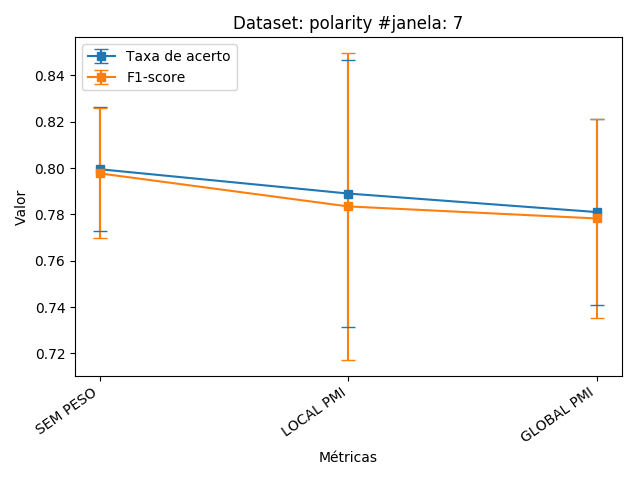 Dataset: polarity #janela: 7
Taxa de acerto
F1-score
Valor
0.84
0.82
0.80
0.78
0.76
0.74
0.72
SEM PESO
LOCAL PMI
GLOBAL PMI
Métricas